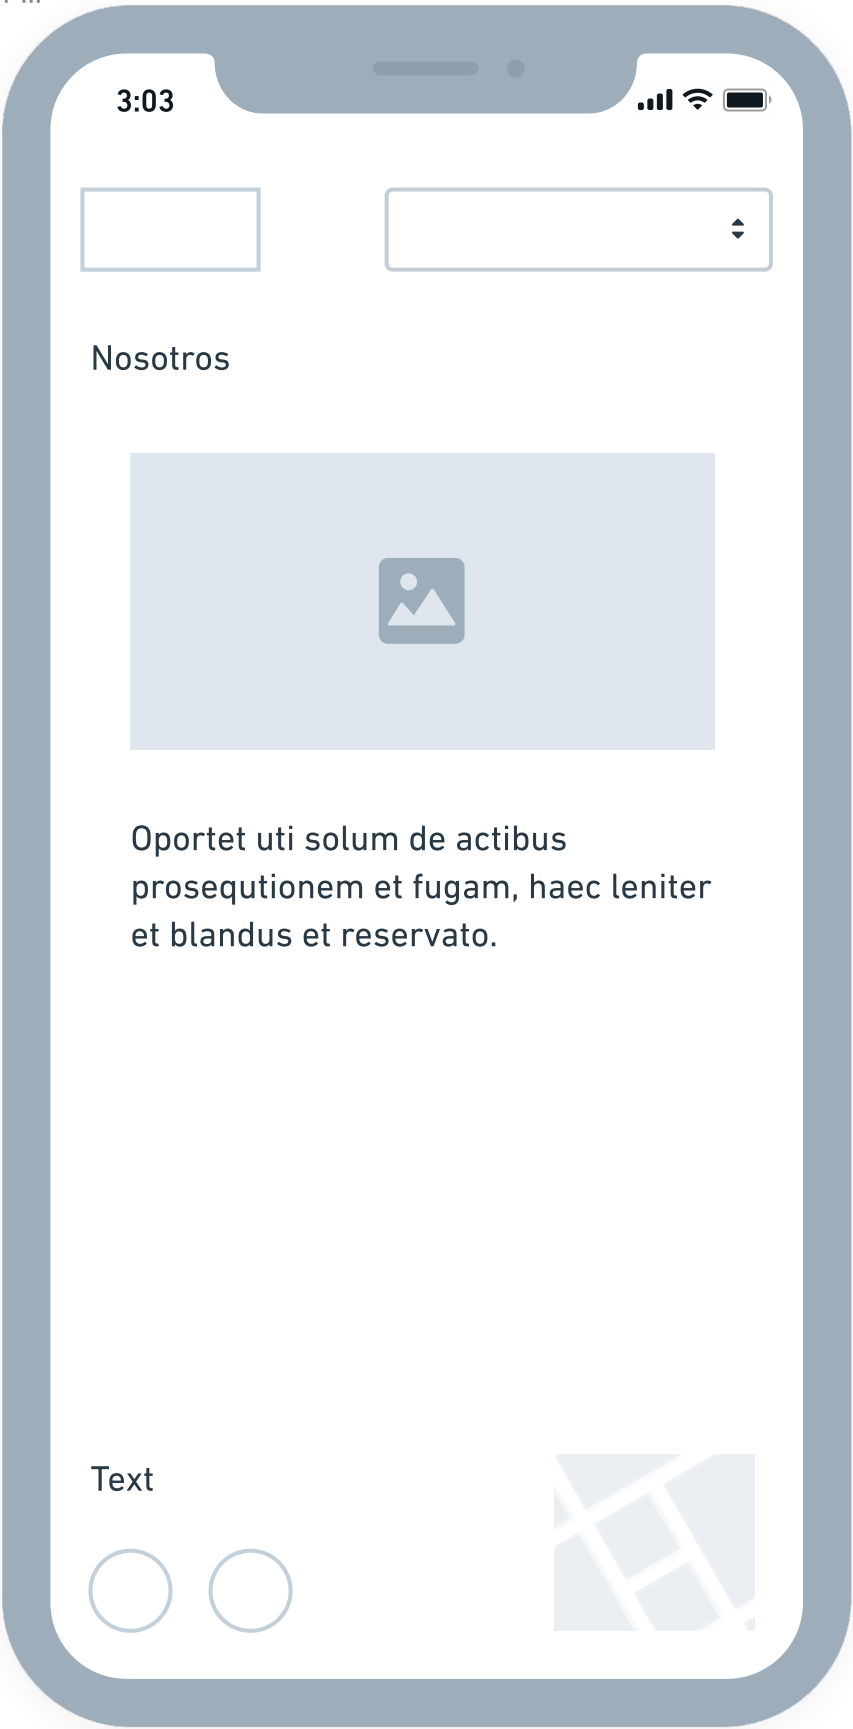 3:03
Nosotros
Oportet uti solum de actibus
prosequtionem et fugam, haec leniter
et blandus et reservato.
Text